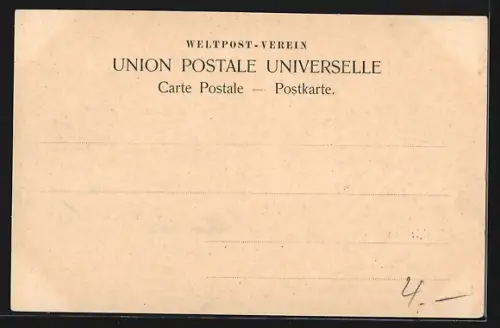 WELTPOST-VEREIN
UNION POSTALE UNIVERSELLE
Carte Postale — Postkarte.
4.—